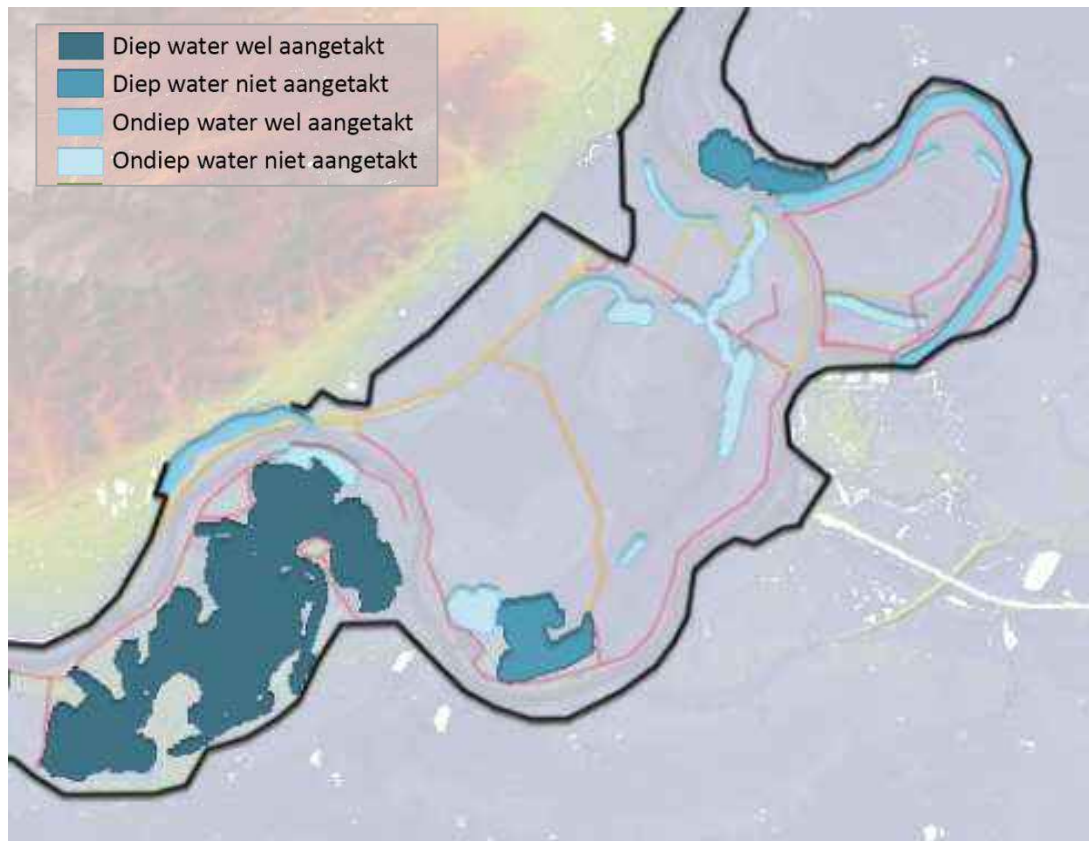 Diep water wel aangetakt
Diep water niet aangetakt
Ondiep water wel aangetakt
Ondiep water niet aangetakt